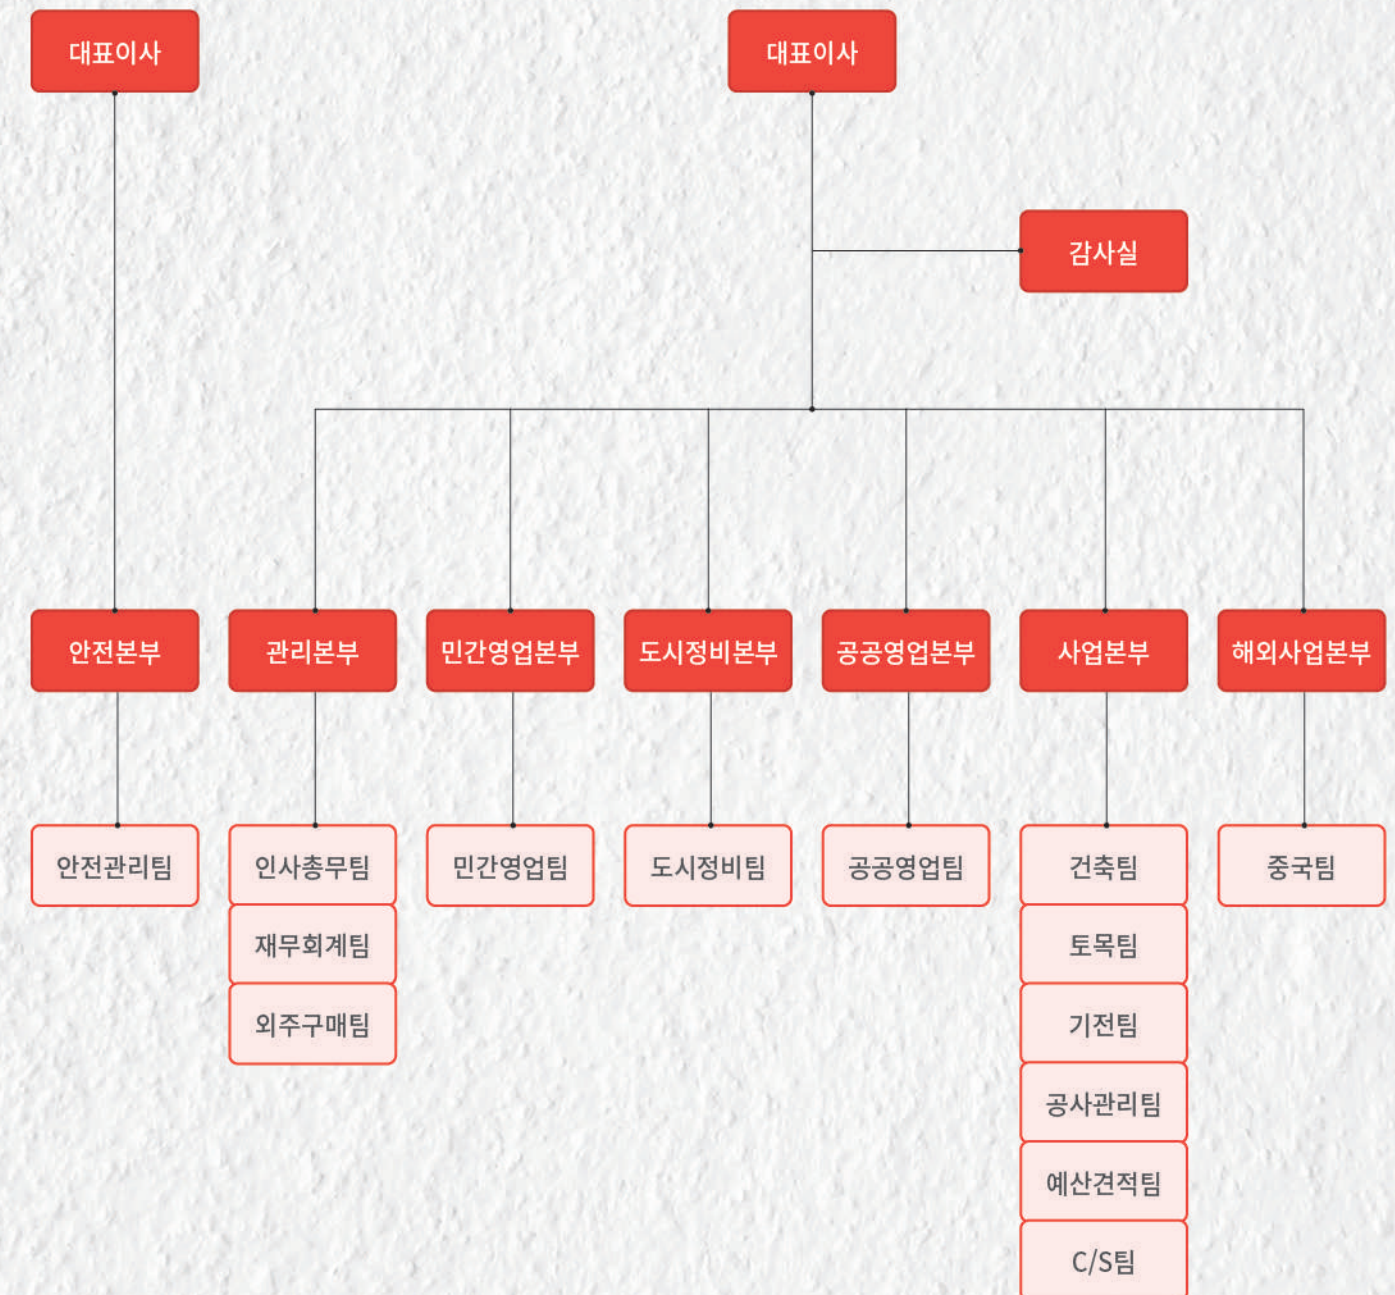 대표이사
대표이사
감사실
안전본부
관리본부
민간영업본부
도시정비본부
공공영업본부
사업본부
해외사업본부
안전관리팀
인사총무팀
민간영업팀
도시정비팀
공공영업팀
건축팀
중국팀
재무회계팀
토목팀
외주구매팀
기전팀
공사관리팀
예산견적팀
C/S팀